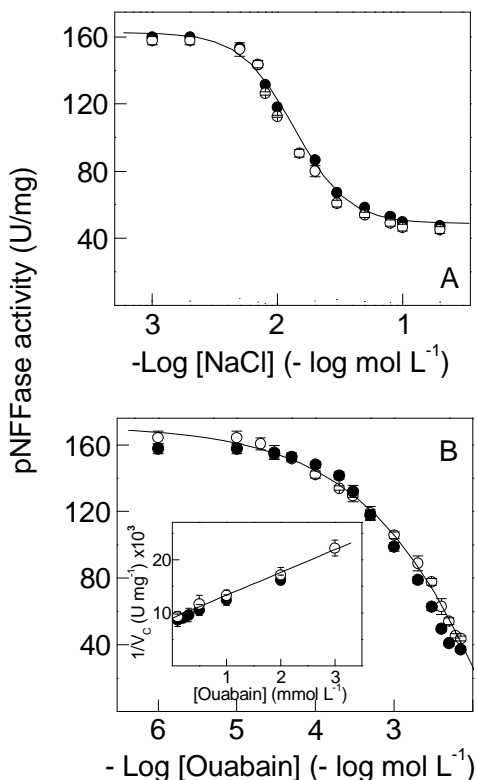 pNFFase activity (U/mg)
160
120
80
40
3 2 1
A
-Log [NaCl] (- log mol L⁻¹)
B
160
120
80
40
1/V_C (U mg⁻¹) x10³
20
10
0 1 2 3
[Ouabain] (mmol L⁻¹)
6 5 4 3
- Log [Ouabain] (- log mol L⁻¹)